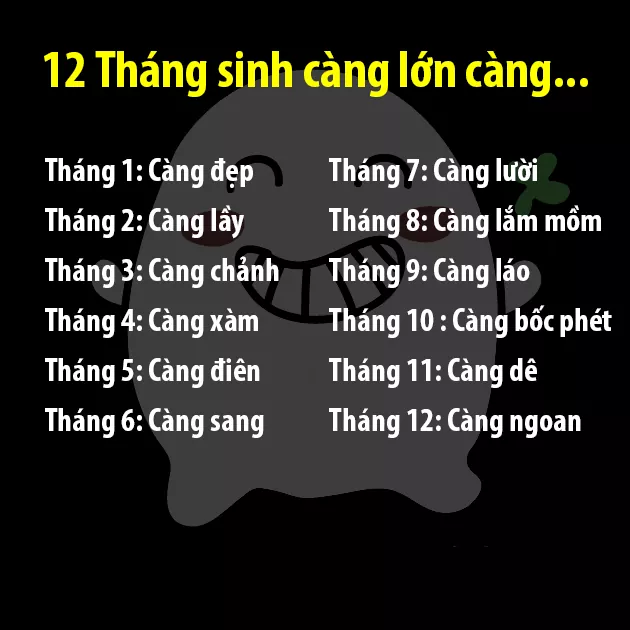 12 Tháng sinh càng lớn càng...
Tháng 1: Càng đẹp
Tháng 2: Càng lầy
Tháng 3: Càng chảnh
Tháng 4: Càng xàm
Tháng 5: Càng điên
Tháng 6: Càng sang
Tháng 7: Càng lười
Tháng 8: Càng lắm mồm
Tháng 9: Càng láo
Tháng 10 : Càng bốc phét
Tháng 11: Càng dê
Tháng 12: Càng ngoan